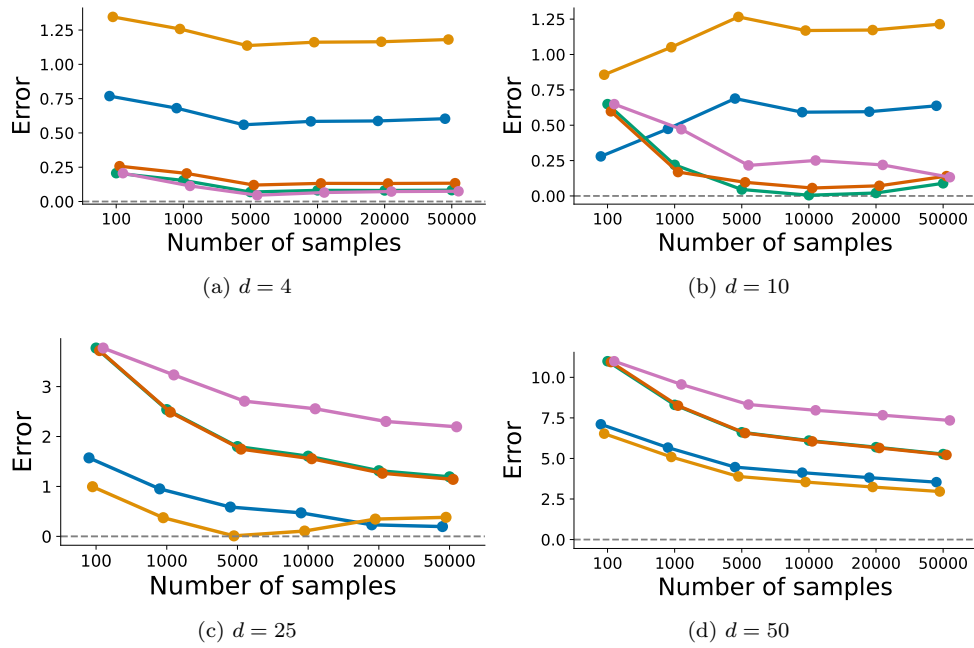 1.25
1.00
0.75
0.50
0.25
0.00
Error
100 1000 5000 10000 20000 50000
Number of samples
(a) d = 4
1.25
1.00
0.75
0.50
0.25
0.00
Error
100 1000 5000 10000 20000 50000
Number of samples
(b) d = 10
3
2
1
0
Error
100 1000 5000 10000 20000 50000
Number of samples
(c) d = 25
10.0
7.5
5.0
2.5
0.0
Error
100 1000 5000 10000 20000 50000
Number of samples
(d) d = 50